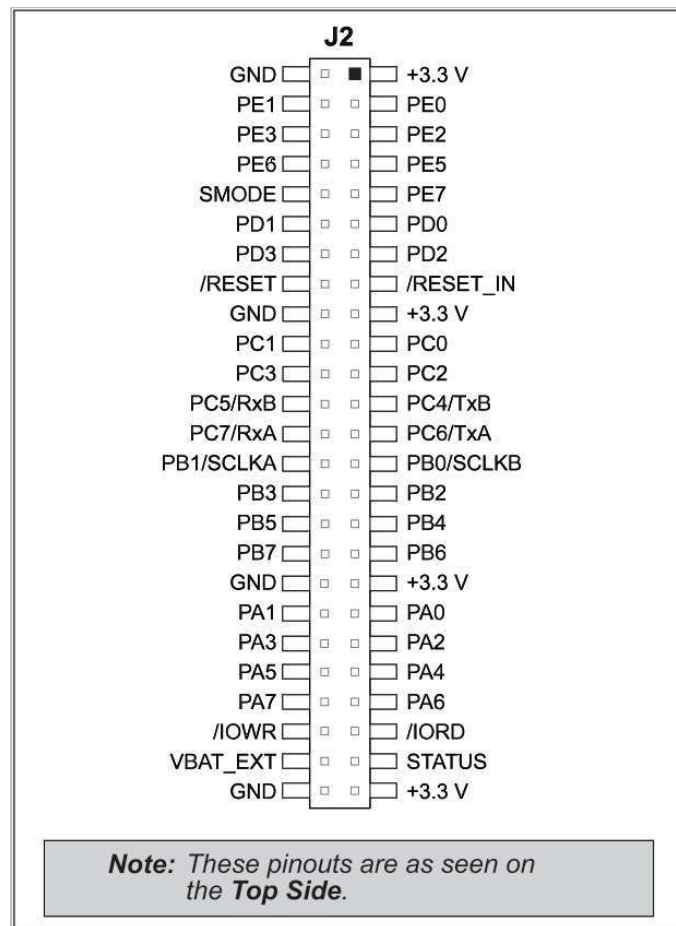 J2
GND +3.3 V
PE1 PE0
PE3 PE2
PE6 PE5
SMODE PE7
PD1 PD0
PD3 PD2
/RESET /RESET_IN
GND +3.3 V
PC1 PC0
PC3 PC2
PC5/RxB PC4/TxB
PC7/RxA PC6/TxA
PB1/SCLKA PB0/SCLKB
PB3 PB2
PB5 PB4
PB7 PB6
GND +3.3 V
PA1 PA0
PA3 PA2
PA5 PA4
PA7 PA6
/IOWR /IORD
VBAT_EXT STATUS
GND +3.3 V
Note: These pinouts are as seen on
the Top Side.